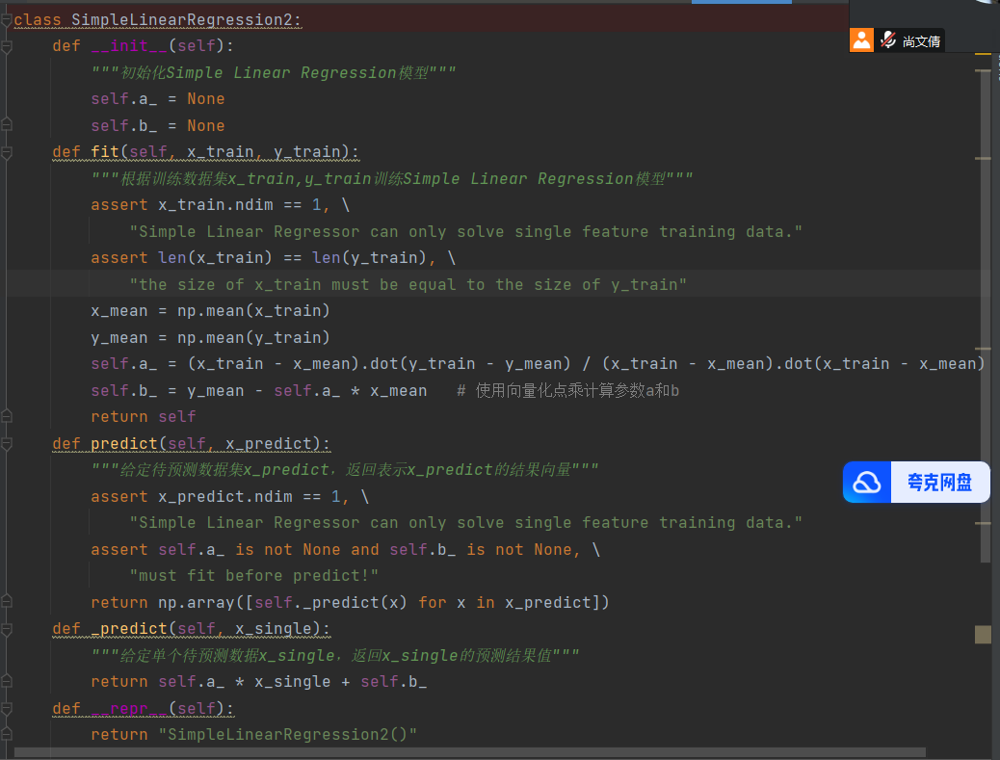 class SimpleLinearRegression2:
    def __init__(self):
        """初始化Simple Linear Regression模型"""
        self.a_ = None
        self.b_ = None
    def fit(self, x_train, y_train):
        """根据训练数据集x_train,y_train训练Simple Linear Regression模型"""
        assert x_train.ndim == 1, \
            "Simple Linear Regressor can only solve single feature training data."
        assert len(x_train) == len(y_train), \
            "the size of x_train must be equal to the size of y_train"
        x_mean = np.mean(x_train)
        y_mean = np.mean(y_train)
        self.a_ = (x_train - x_mean).dot(y_train - y_mean) / (x_train - x_mean).dot(x_train - x_mean)
        self.b_ = y_mean - self.a_ * x_mean   # 使用向量化点乘计算参数a和b
        return self
    def predict(self, x_predict):
        """给定待预测数据集x_predict，返回表示x_predict的结果向量"""
        assert x_predict.ndim == 1, \
            "Simple Linear Regressor can only solve single feature training data."
        assert self.a_ is not None and self.b_ is not None, \
            "must fit before predict!"
        return np.array([self._predict(x) for x in x_predict])
    def _predict(self, x_single):
        """给定单个待预测数据x_single，返回x_single的预测结果值"""
        return self.a_ * x_single + self.b_
    def __repr__(self):
        return "SimpleLinearRegression2()"
尚文倩
夸克网盘